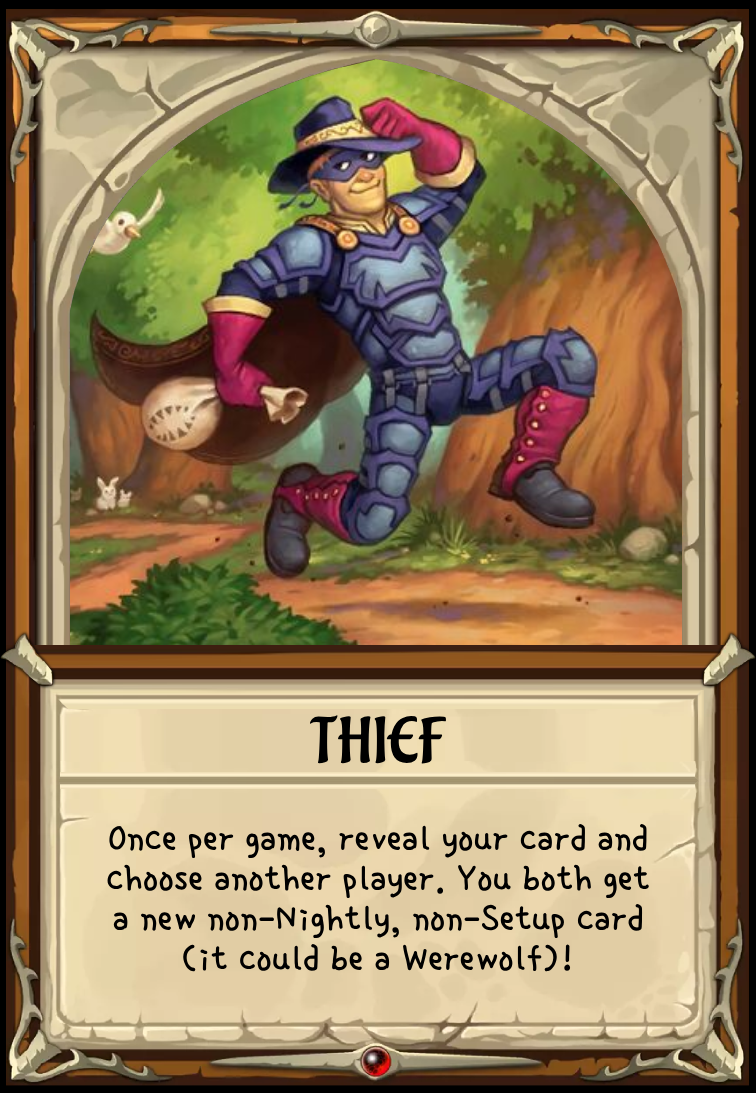 THIEF
Once per game, reveal your card and
choose another player. You both get
a new non-Nightly, non-Setup card
(it could be a Werewolf)!